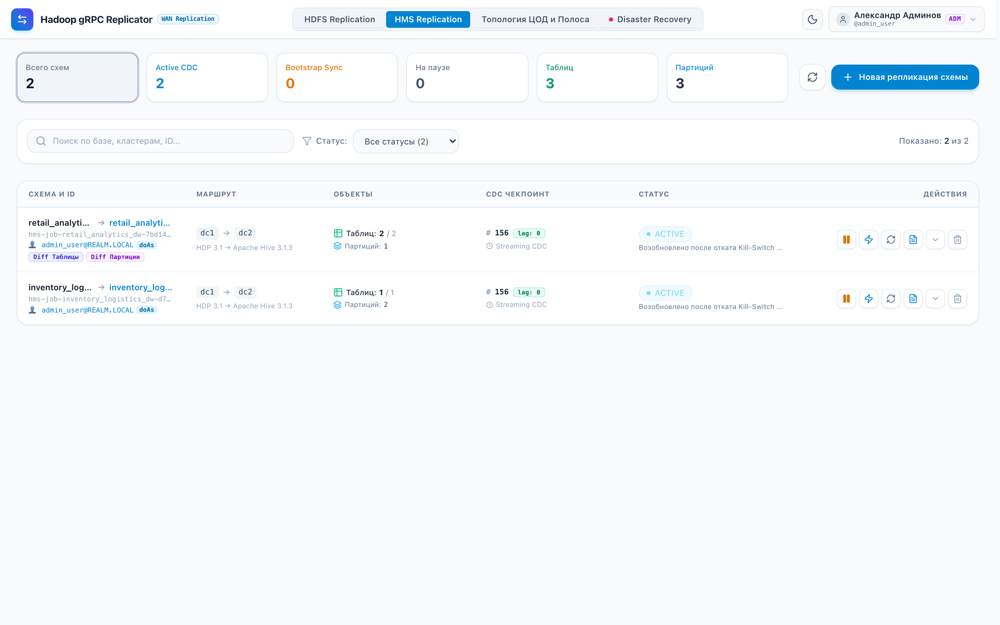 Hadoop gRPC Replicator
WAN Replication
HDFS Replication
HMS Replication
Топология ЦОД и Полоса
Disaster Recovery
Александр Админов
@admin_user
ADM
Всего схем
2
Active CDC
2
Bootstrap Sync
0
На паузе
0
Таблиц
3
Партиций
3
Новая репликация схемы
Поиск по базе, кластерам, ID...
Статус:
Все статусы (2)
Показано: 2 из 2
СХЕМА И ID
МАРШРУТ
ОБЪЕКТЫ
CDC ЧЕКПОИНТ
СТАТУС
ДЕЙСТВИЯ
retail_analyti... → retail_analyti...
hms-job-retail_analytics_dw-7bd14…
admin_user@REALM.LOCAL doAs
Diff Таблицы Diff Партиции
dc1 → dc2
HDP 3.1 → Apache Hive 3.1.3
Таблиц: 2 / 2
Партиций: 1
# 156 lag: 0
Streaming CDC
ACTIVE
Возобновлено после отката Kill-Switch ...
inventory_log... → inventory_log...
hms-job-inventory_logistics_dw-d7…
admin_user@REALM.LOCAL doAs
dc1 → dc2
HDP 3.1 → Apache Hive 3.1.3
Таблиц: 1 / 1
Партиций: 2
# 156 lag: 0
Streaming CDC
ACTIVE
Возобновлено после отката Kill-Switch ...